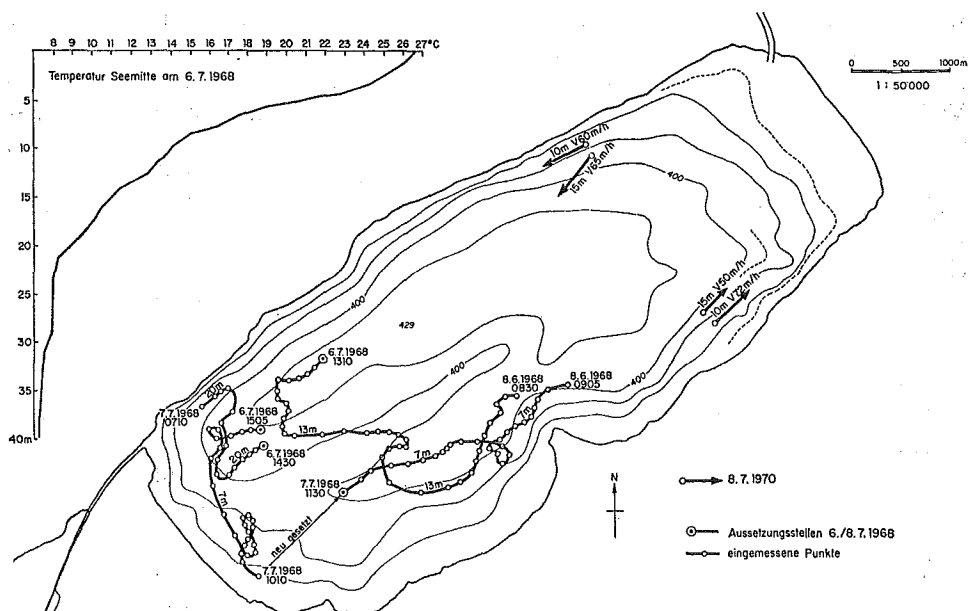 8 9 10 11 12 13 14 15 16 17 18 19 20 21 22 23 24 25 26 27°C
Temperatur Seemitte am 6.7.1968
5
10
15
20
25
30
35
40m
0 500 1000m
1:50'000
10m V60m/h
15m V65m/h
400
15m V50m/h
10m V72m/h
400
429
400
400
6.7.1968
1310
8.6.1968
0830
8.6.1968
0905
20m
7.7.1968
0710
6.7.1968
1505
13m
7m
20m
6.7.1968
1430
7m
13m
7m
7.7.1968
1130
neu gesetzt
7.7.1968
1010
N
8.7.1970
Aussetzungsstellen 6./8.7.1968
eingemessene Punkte